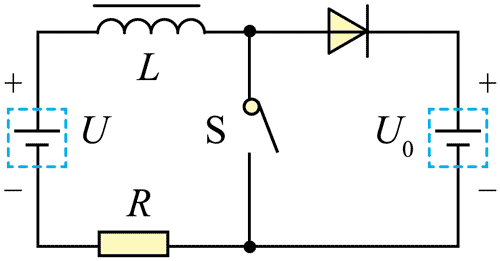 L
+ +
U S U₀
− −
R